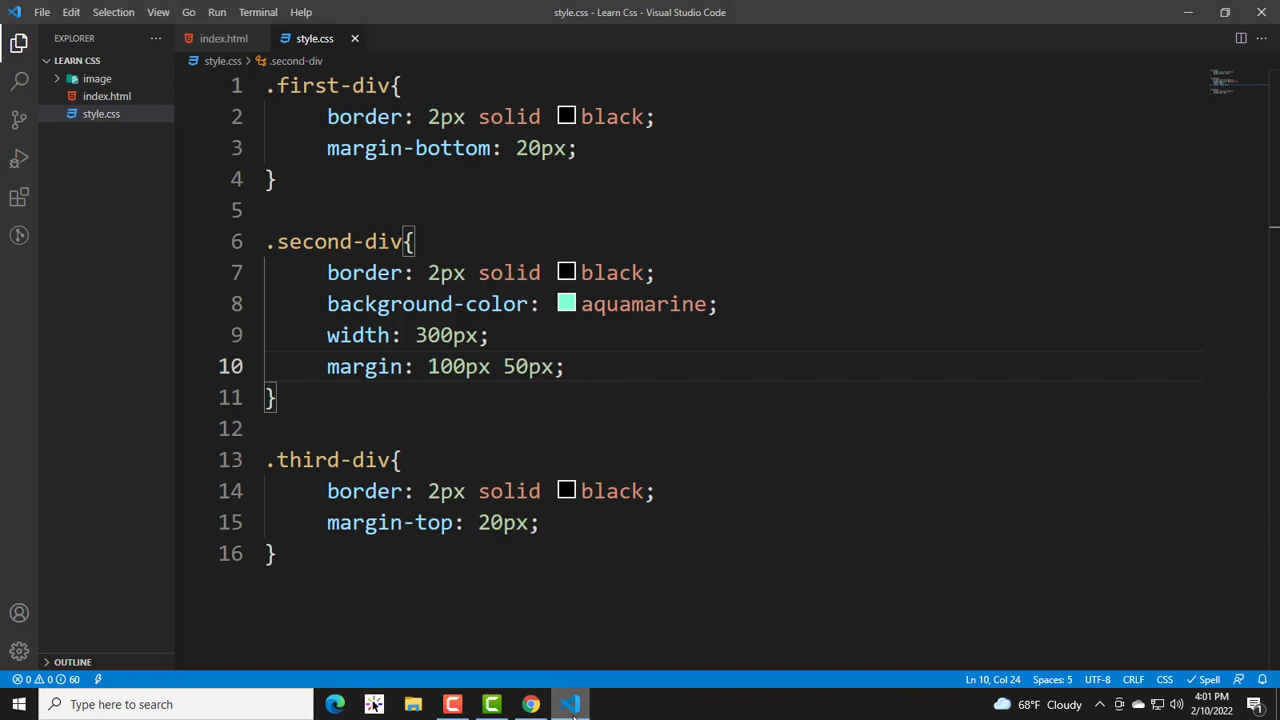 File Edit Selection View Go Run Terminal Help
style.css - Learn Css - Visual Studio Code
EXPLORER
index.html
style.css
LEARN CSS
style.css > .second-div
image
index.html
style.css
1 .first-div{
2 border: 2px solid black;
3 margin-bottom: 20px;
4 }
5
6 .second-div{
7 border: 2px solid black;
8 background-color: aquamarine;
9 width: 300px;
10 margin: 100px 50px;
11 }
12
13 .third-div{
14 border: 2px solid black;
15 margin-top: 20px;
16 }
OUTLINE
0 0 60
Ln 10, Col 24 Spaces: 5 UTF-8 CRLF CSS Spell
Type here to search
68°F Cloudy
4:01 PM
2/10/2022
1